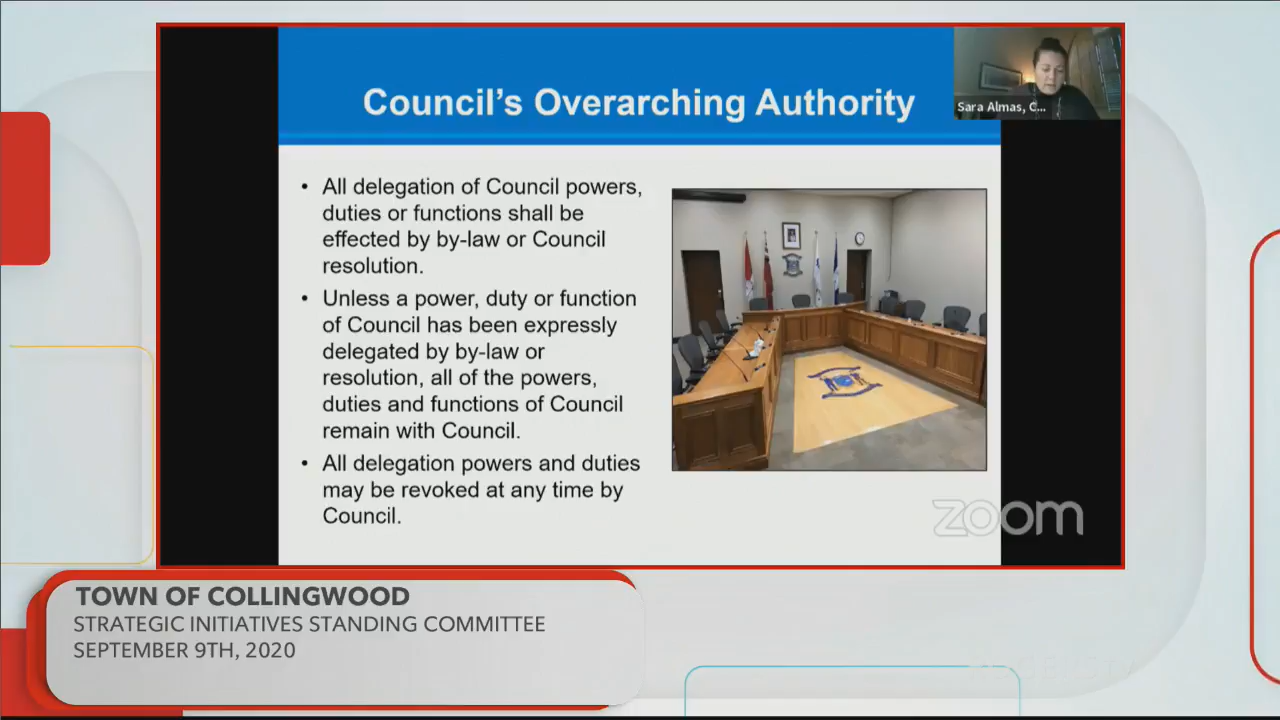 Council's Overarching Authority
Sara Almas, C...
• All delegation of Council powers,
duties or functions shall be
effected by by-law or Council
resolution.
• Unless a power, duty or function
of Council has been expressly
delegated by by-law or
resolution, all of the powers,
duties and functions of Council
remain with Council.
• All delegation powers and duties
may be revoked at any time by
Council.
zoom
TOWN OF COLLINGWOOD
STRATEGIC INITIATIVES STANDING COMMITTEE
SEPTEMBER 9TH, 2020